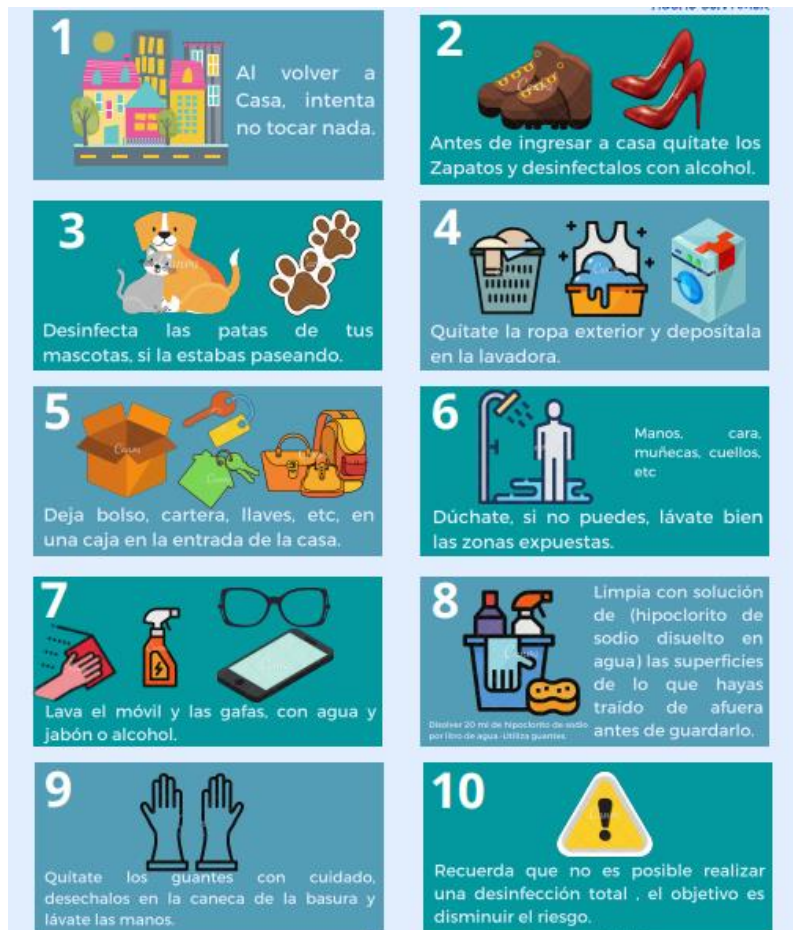 1
Al volver a
Casa, intenta
no tocar nada.
2
Antes de ingresar a casa quítate los
Zapatos y desinfectalos con alcohol.
3
Desinfecta las patas de tus
mascotas, si la estabas paseando.
4
Quítate la ropa exterior y deposítala
en la lavadora.
5
Deja bolso, cartera, llaves, etc, en
una caja en la entrada de la casa.
6
Manos, cara,
muñecas, cuellos,
etc
Dúchate, si no puedes, lávate bien
las zonas expuestas.
7
Lava el móvil y las gafas, con agua y
jabón o alcohol.
8
Limpia con solución
de (hipoclorito de
sodio disuelto en
agua) las superficies
de lo que hayas
traído de afuera
antes de guardarlo.
Disolver 20 ml de hipoclorito de sodio
por litro de agua -Utiliza guantes.
9
Quítate los guantes con cuidado,
desechalos en la caneca de la basura y
lávate las manos.
10
Recuerda que no es posible realizar
una desinfección total , el objetivo es
disminuir el riesgo.